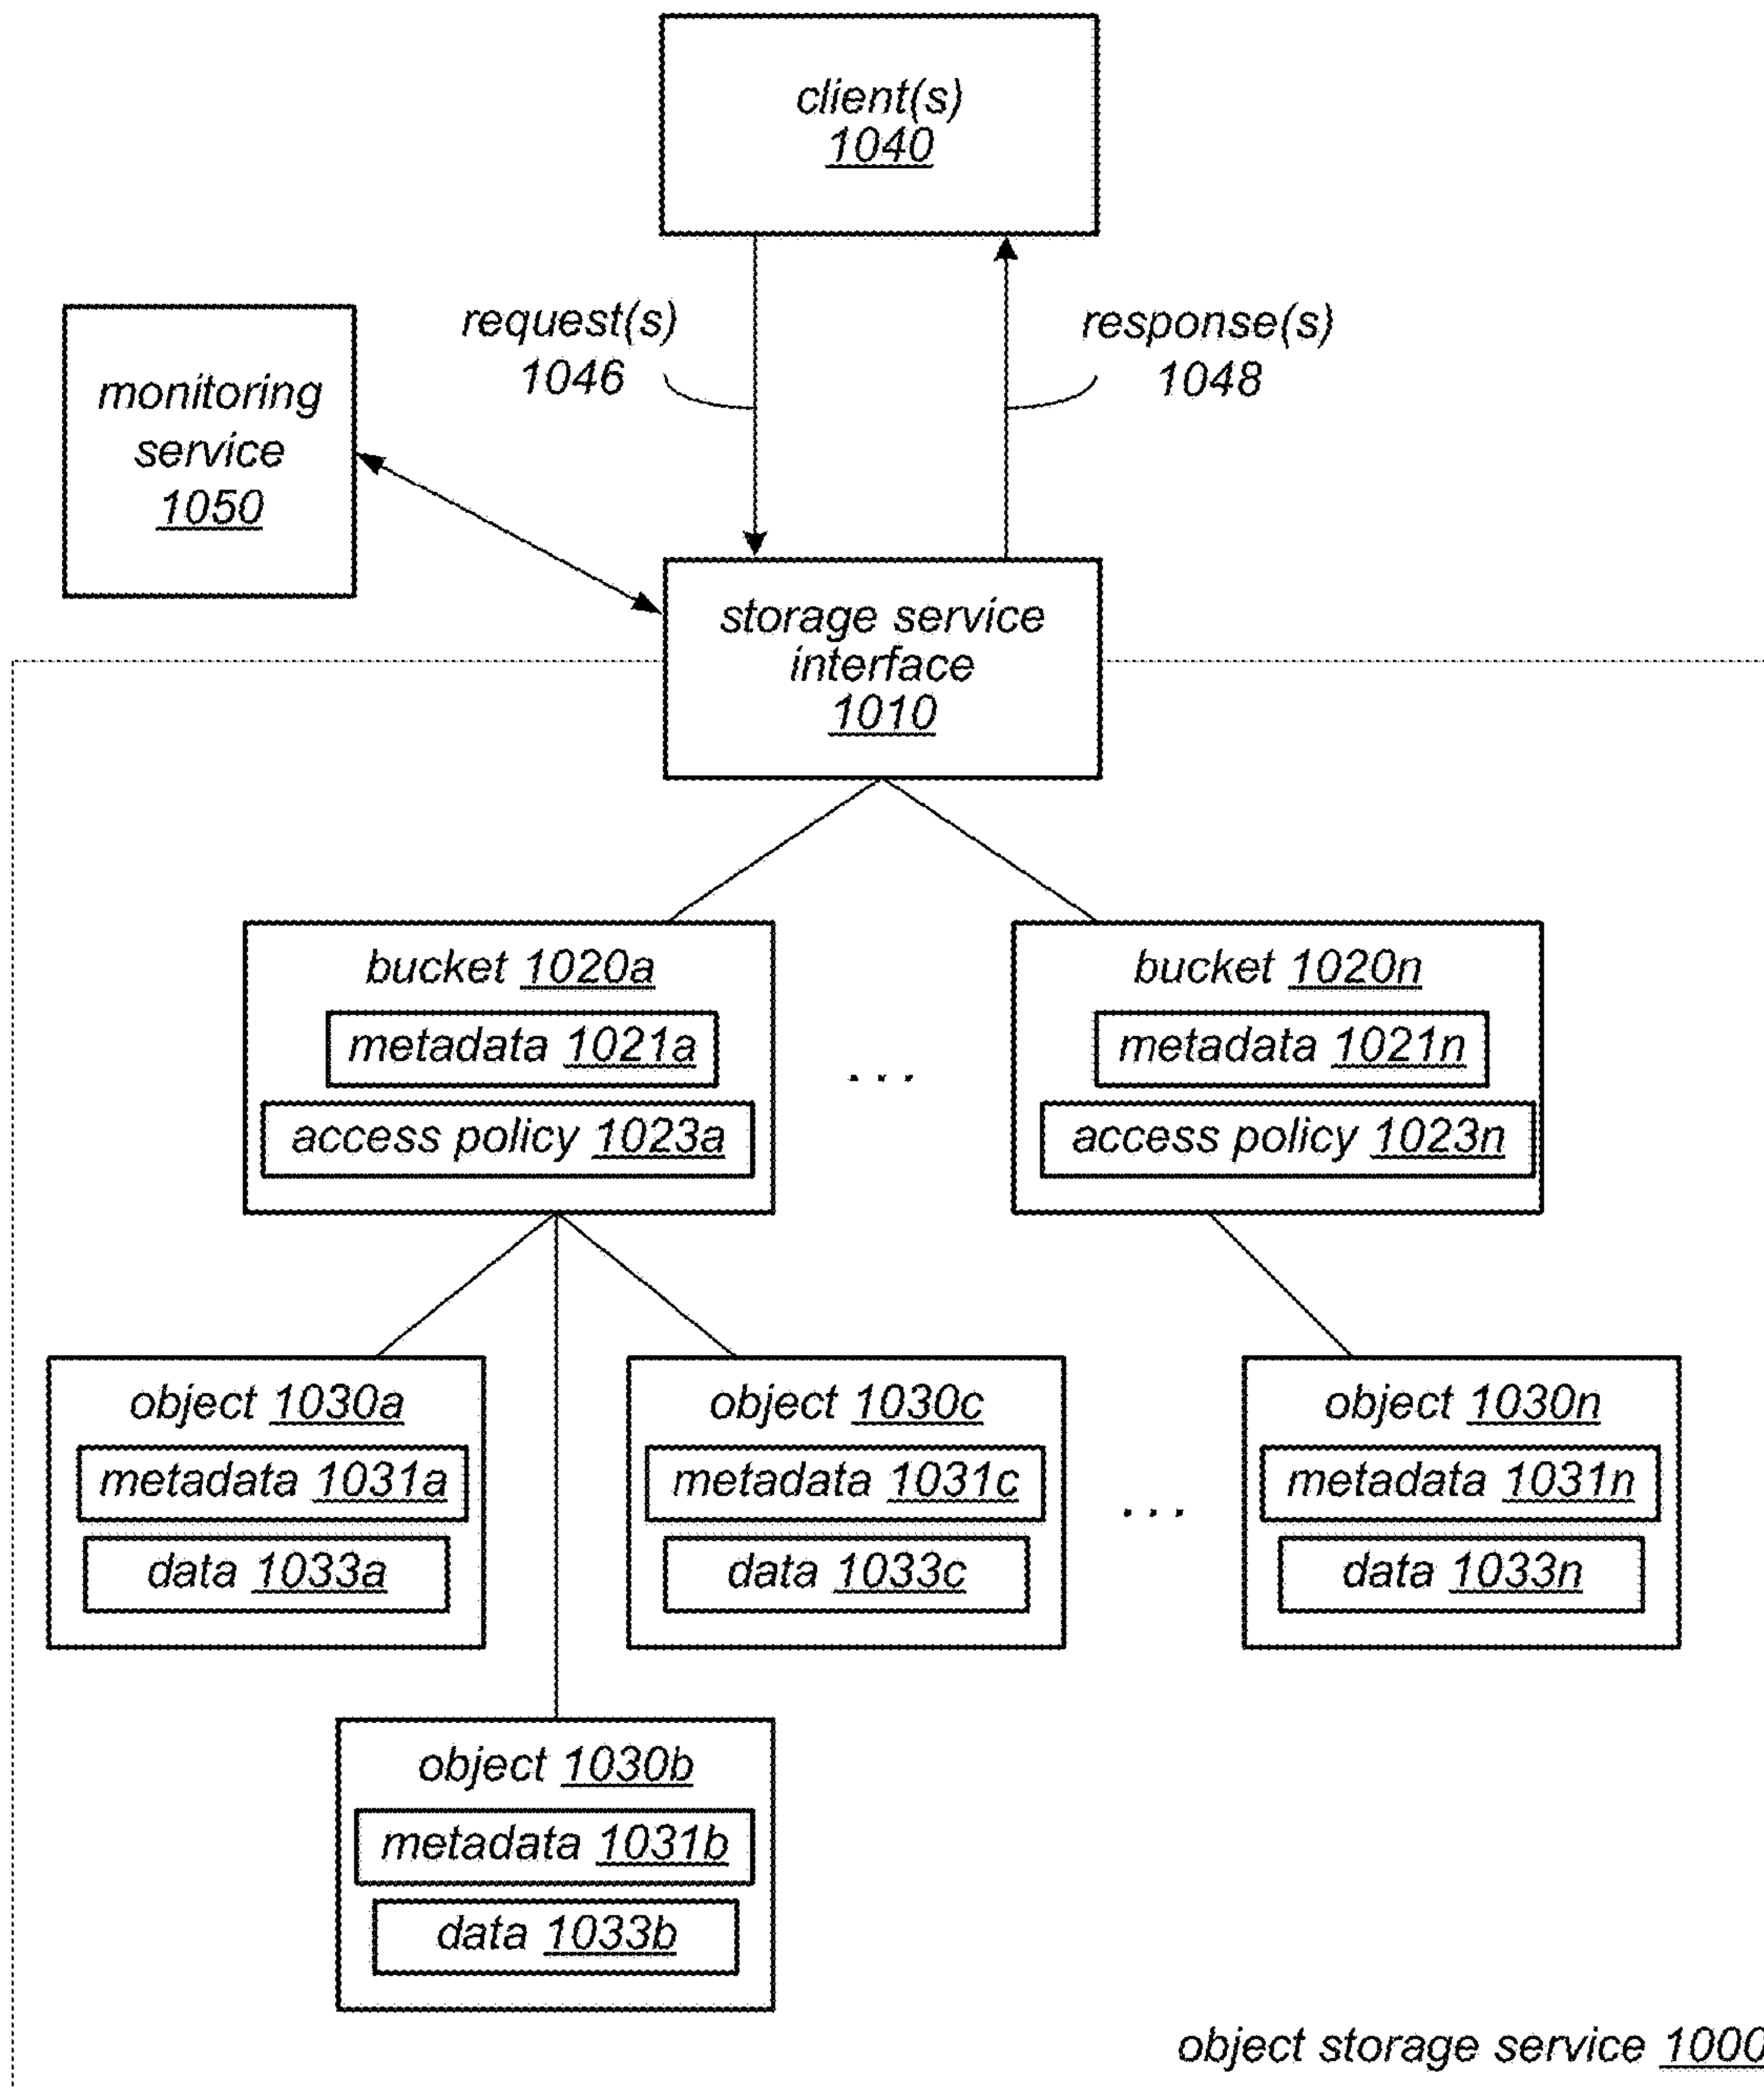 client(s)
1040
request(s)
1046
response(s)
1048
monitoring
service
1050
storage service
interface
1010
bucket 1020a
metadata 1021a
access policy 1023a
...
bucket 1020n
metadata 1021n
access policy 1023n
object 1030a
metadata 1031a
data 1033a
object 1030c
metadata 1031c
data 1033c
...
object 1030n
metadata 1031n
data 1033n
object 1030b
metadata 1031b
data 1033b
object storage service 1000